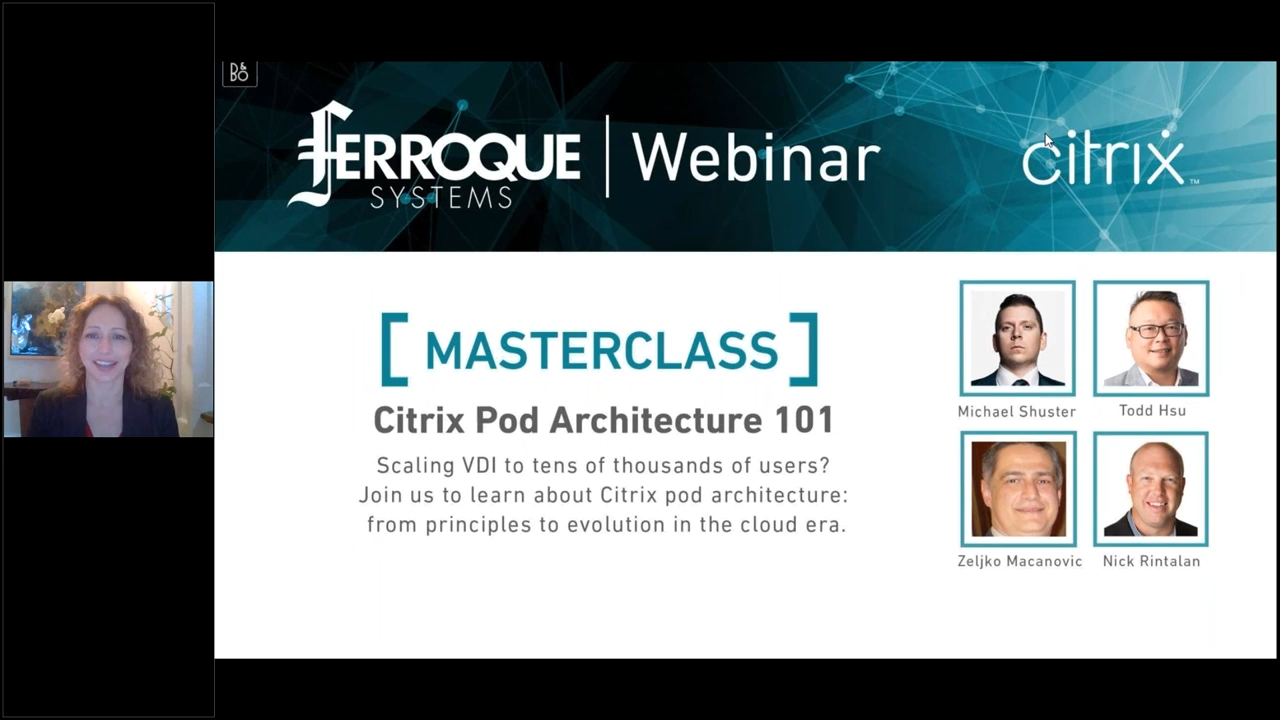 B&
BO
FERROQUE
SYSTEMS
Webinar
citrix™
[MASTERCLASS]
Citrix Pod Architecture 101
Scaling VDI to tens of thousands of users?
Join us to learn about Citrix pod architecture:
from principles to evolution in the cloud era.
Michael Shuster
Todd Hsu
Zeljko Macanovic
Nick Rintalan